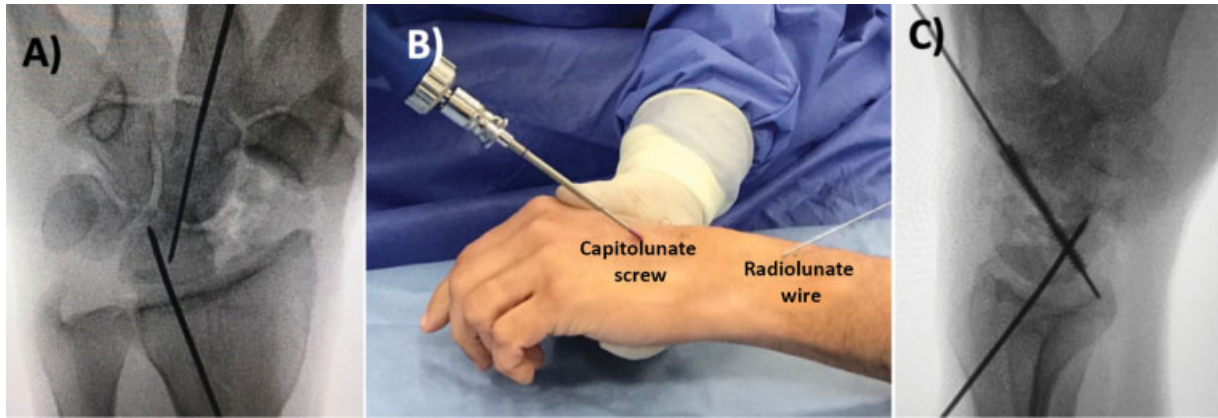 A)
B)
C)
Capitolunate
screw
Radiolunate
wire